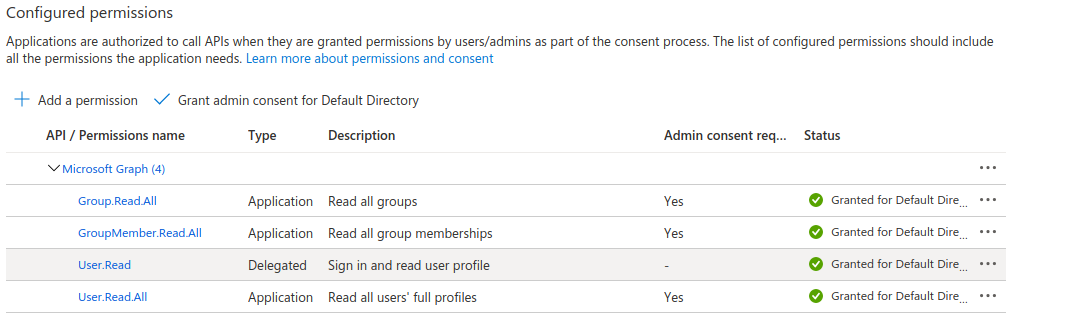 Configured permissions
Applications are authorized to call APIs when they are granted permissions by users/admins as part of the consent process. The list of configured permissions should include
all the permissions the application needs. Learn more about permissions and consent
Add a permission Grant admin consent for Default Directory
API / Permissions name Type Description Admin consent req... Status
Microsoft Graph (4) ...
Group.Read.All Application Read all groups Yes Granted for Default Dire... ...
GroupMember.Read.All Application Read all group memberships Yes Granted for Default Dire... ...
User.Read Delegated Sign in and read user profile - Granted for Default Dire... ...
User.Read.All Application Read all users' full profiles Yes Granted for Default Dire... ...